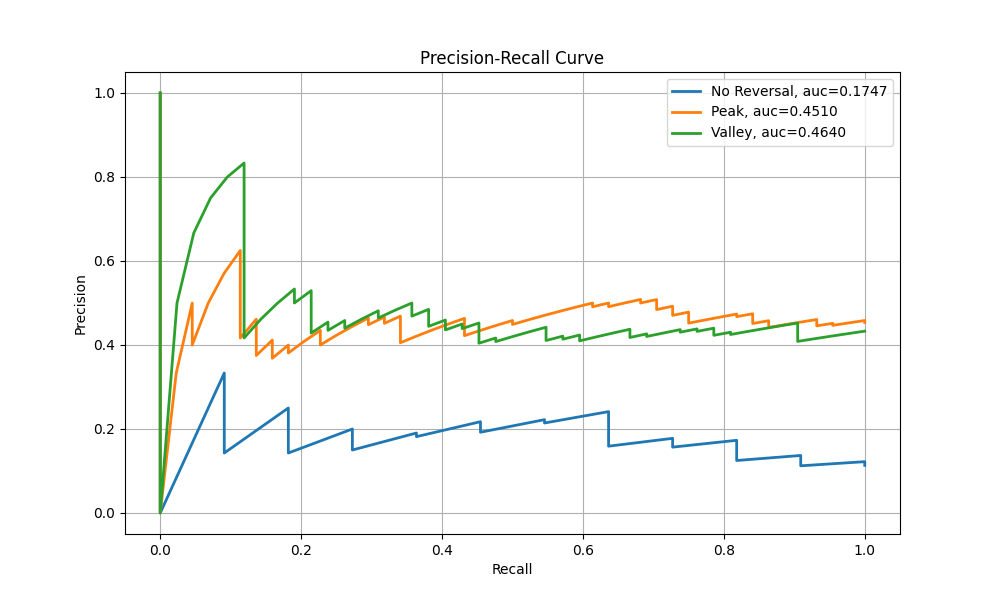 Precision-Recall Curve
No Reversal, auc=0.1747
Peak, auc=0.4510
Valley, auc=0.4640
1.0
0.8
0.6
0.4
0.2
0.0
Precision
0.0 0.2 0.4 0.6 0.8 1.0
Recall